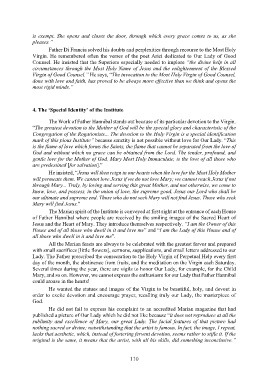 is exempt. She opens and closes the door, through which every grace comes to us, as she
pleases."
Father Di Francia solved his doubts and perplexities through recourse to the Most Holy
Virgin. He remembered often the verses of the poet Arici dedicated to Our Lady of Good
Counsel. He insisted that the Superiors especially needed to implore "the divine help in all
circumstances through the Most Holy Name of Jesus and the enlightenment of the Blessed
Virgin of Good Counsel." He says, "The invocation to the Most Holy Virgin of Good Counsel,
done with love and faith, has proved to be always more effective than we think and opens the
most rigid minds."
4. The 'Special Identity' of the Institute
The Work of Father Hannibal stands out because of its particular devotion to the Virgin.
"The greatest devotion to the Mother of God will be the special glory and characteristic of the
Congregation of the Rogationists... The devotion to the Holy Virgin is a special identification
mark of this pious Institute" because sanctity is not possible without love for Our Lady. "This
is the flame of love which forms the Saints, the flame that cannot be separated from the love of
God and without which no grace can be obtained from the Lord. The tender, profound, and
gentle love for the Mother of God, Mary Most Holy Immaculate, is the love of all those who
are predestined [for salvation]."
He insisted, "Jesus will then reign in our hearts when the love for the Most Holy Mother
will permeate them. We cannot love Jesus if we do not love Mary; we cannot reach Jesus if not
through Mary... Truly, by loving and serving this great Mother, and not otherwise, we come to
know, love, and possess, in the union of love, the supreme good, Jesus our Lord who shall be
our ultimate and supreme end. Those who do not seek Mary will not find Jesus. Those who seek
Mary will find Jesus."
The Marian spirit of the Institute is conveyed at first sight at the entrance of each House
of Father Hannibal where people are received by the smiling images of the Sacred Heart of
Jesus and the Heart of Mary. They introduce themselves respectively, "I am the Owner of this
House and of all those who dwell in it and love me" and "I am the Lady of this House and of
all those who dwell in it and love me".
All the Marian feasts are always to be celebrated with the greatest fervor and prepared
with small sacrifices [little flowers], sermons, supplications, and small letters addressed to our
Lady. The Father prescribed the consecration to the Holy Virgin of Perpetual Help every first
day of the month, the abstinence from fruits, and the meditation on the Virgin each Saturday.
Several times during the year, there are vigils to honor Our Lady, for example, for the Child
Mary, and so on. However, we cannot express the enthusiasm for our Lady that Father Hannibal
could arouse in the hearts!
He wanted the statues and images of the Virgin to be beautiful, holy, and devout in
order to excite devotion and encourage prayer, recalling truly our Lady, the masterpiece of
God.
He did not fail to express his complaint to an accredited Marian magazine that had
published a picture of Our Lady which he did not like because "it does not reproduce at all the
sublimity and excellence of Mary, our great Lady. The facial features of that picture had
nothing sacred or divine, notwithstanding that the artist is famous. In fact, the image, I repeat,
lacks that aesthetic, which, instead of fostering fervent devotion, seems rather to stifle it. If the
original is the same, it means that the artist, with all his skills, did something inconclusive."
170